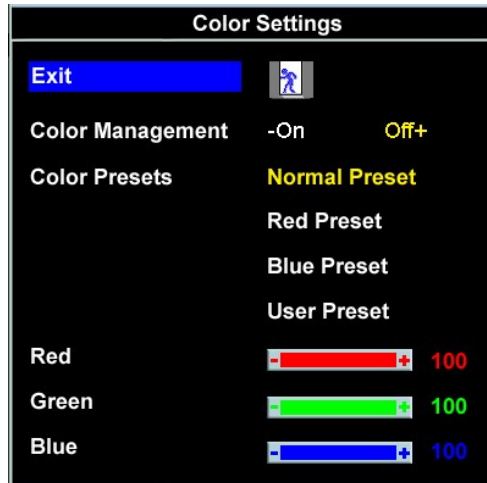 Color Settings
Exit
Color Management -On Off+
Color Presets Normal Preset
Red Preset
Blue Preset
User Preset
Red - + 100
Green - + 100
Blue - + 100